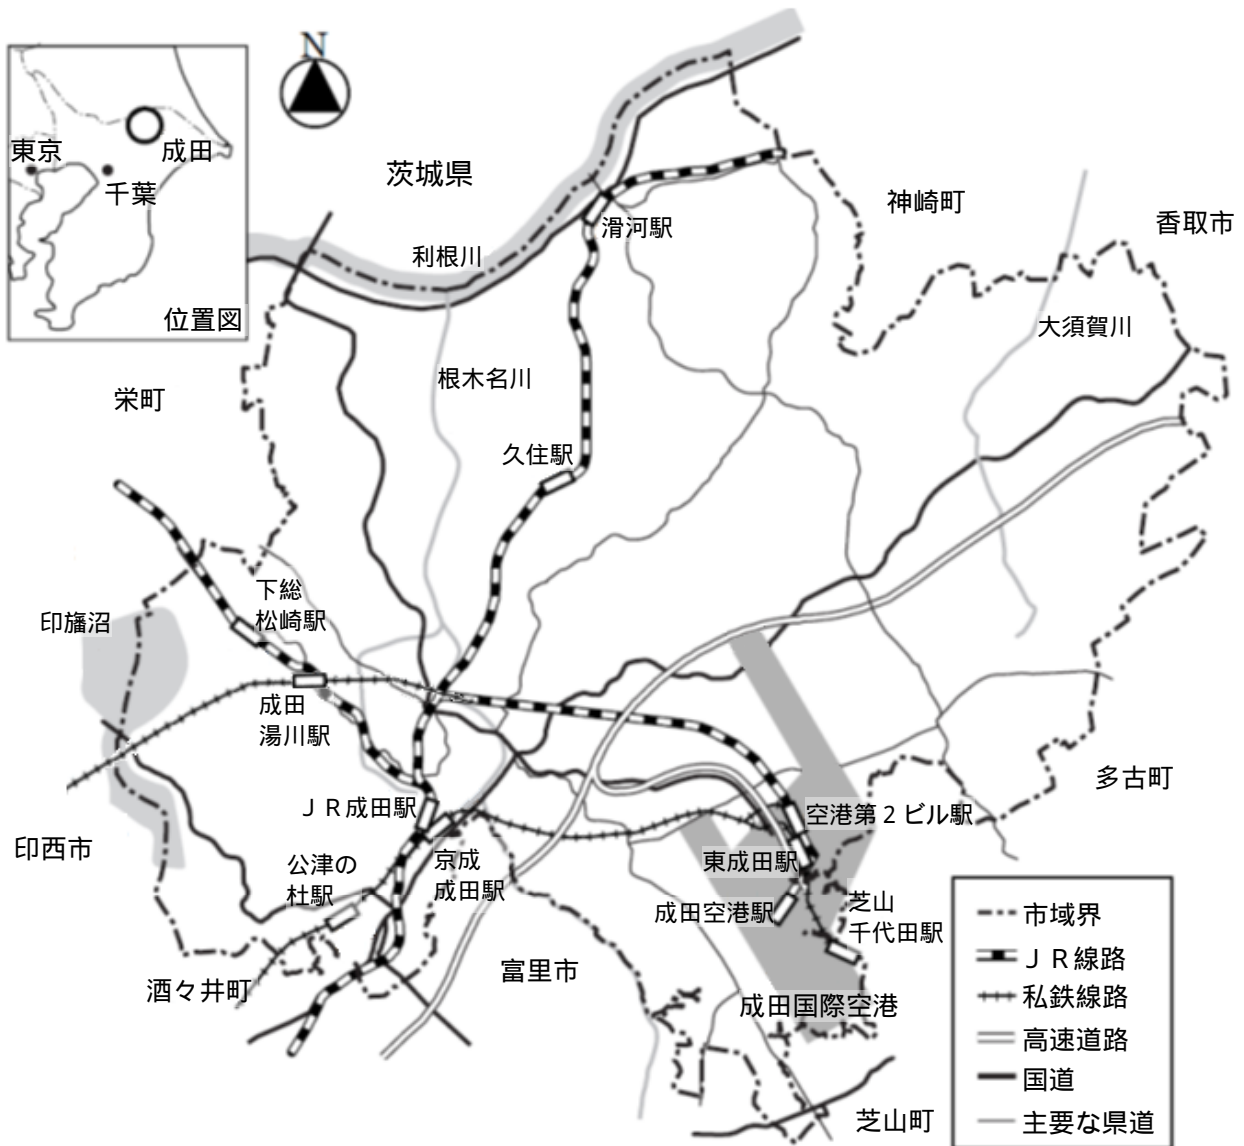 N
東京
成田
千葉
位置図
茨城県
神崎町
香取市
滑河駅
利根川
大須賀川
栄町
根木名川
久住駅
下総
松崎駅
印旛沼
成田
湯川駅
ＪＲ成田駅
空港第２ビル駅
多古町
印西市
公津の
杜駅
京成
成田駅
東成田駅
成田空港駅
芝山
千代田駅
酒々井町
富里市
成田国際空港
芝山町
市域界
ＪＲ線路
私鉄線路
高速道路
国道
主要な県道